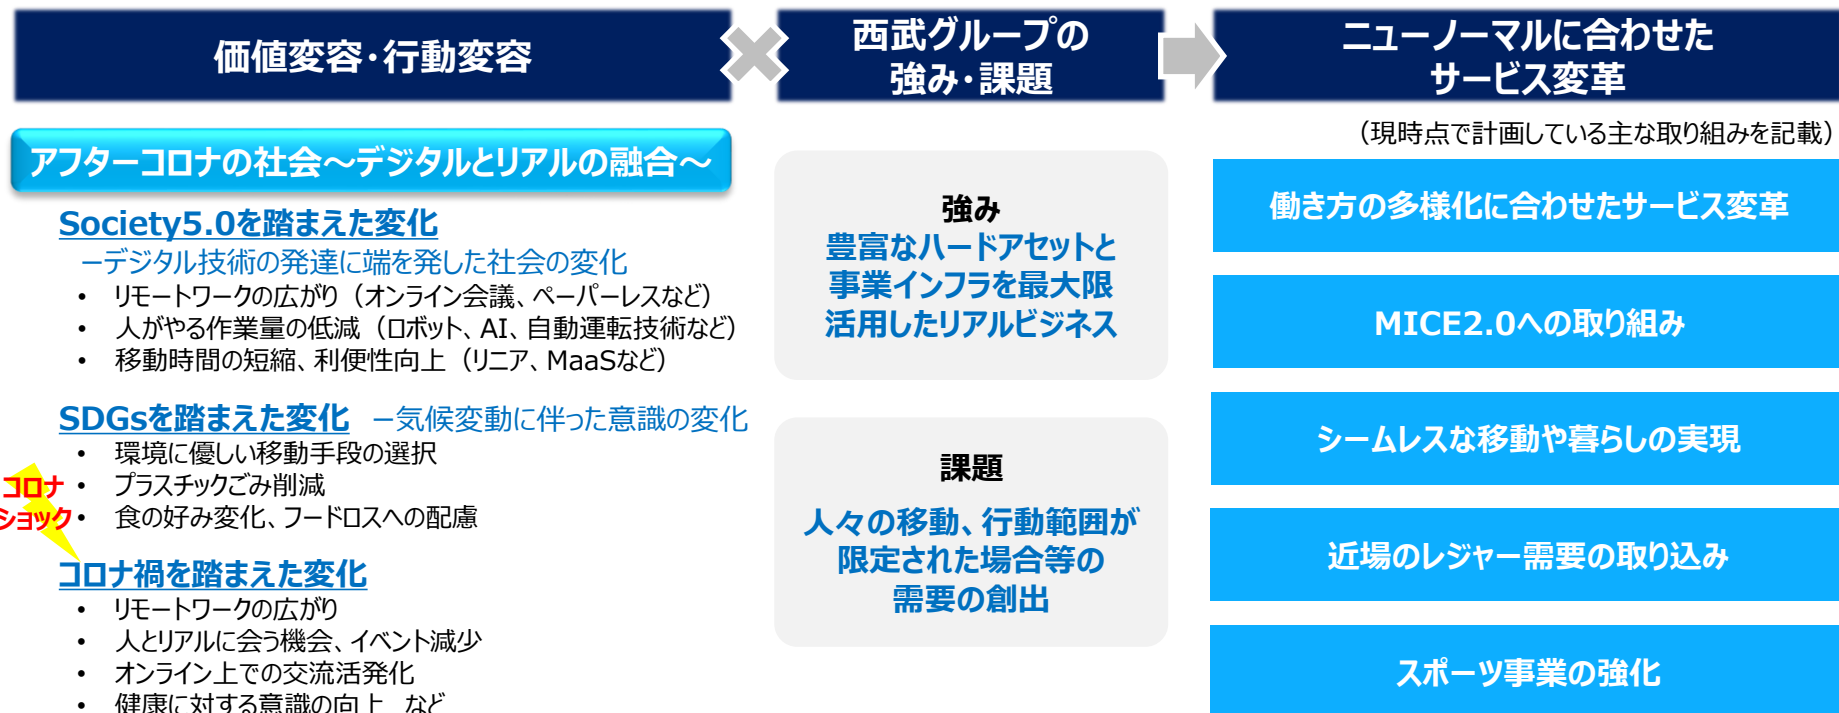 価値変容・行動変容
西武グループの
強み・課題
ニューノーマルに合わせた
サービス変革
アフターコロナの社会～デジタルとリアルの融合～
Society5.0を踏まえた変化
－デジタル技術の発達に端を発した社会の変化
• リモートワークの広がり（オンライン会議、ペーパーレスなど）
• 人がやる作業量の低減（ロボット、AI、自動運転技術など）
• 移動時間の短縮、利便性向上（リニア、MaaSなど）
SDGsを踏まえた変化 －気候変動に伴った意識の変化
• 環境に優しい移動手段の選択
• プラスチックごみ削減
• 食の好み変化、フードロスへの配慮
コロナ
ショック
コロナ禍を踏まえた変化
• リモートワークの広がり
• 人とリアルに会う機会、イベント減少
• オンライン上での交流活発化
• 健康に対する意識の向上 など
強み
豊富なハードアセットと
事業インフラを最大限
活用したリアルビジネス
課題
人々の移動、行動範囲が
限定された場合等の
需要の創出
（現時点で計画している主な取り組みを記載）
働き方の多様化に合わせたサービス変革
MICE2.0への取り組み
シームレスな移動や暮らしの実現
近場のレジャー需要の取り込み
スポーツ事業の強化